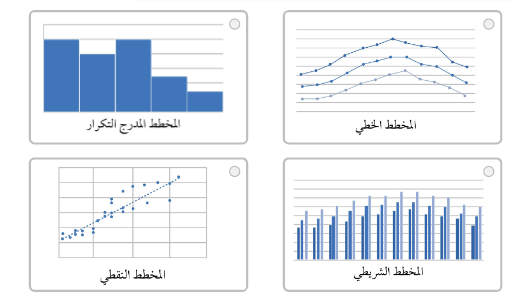 المخطط الخطي
المخطط المدرج التكرار
المخطط الشريطي
المخطط النقطي